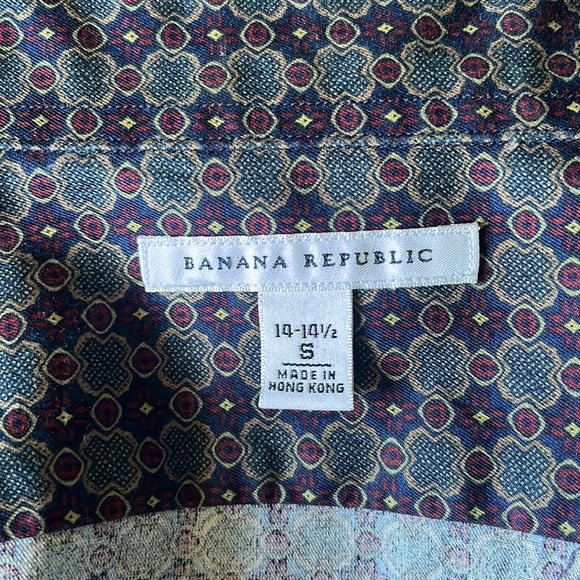 BANANA REPUBLIC
14-14½
S
MADE IN
HONG KONG